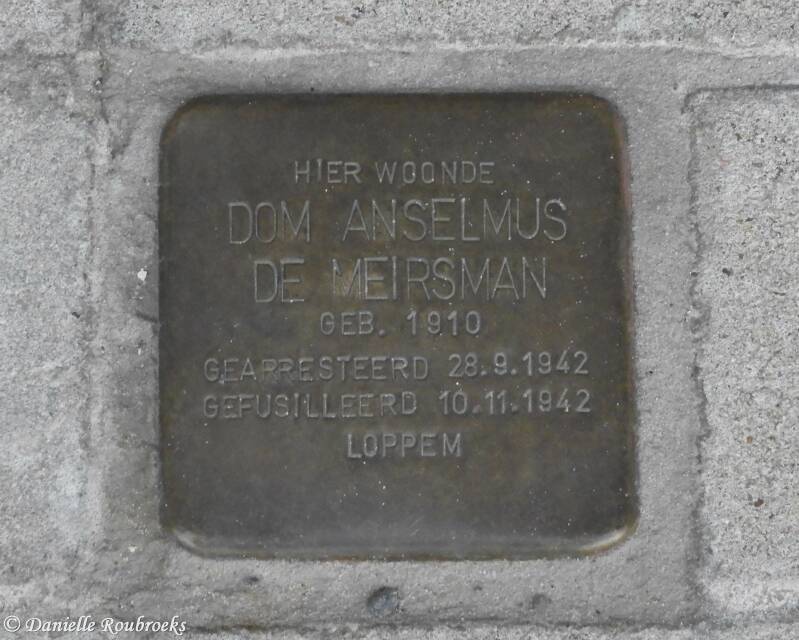 HIER WOONDE
DOM ANSELMUS
DE MEIRSMAN
GEB. 1910
GEARRESTEERD 28.9.1942
GEFUSILLEERD 10.11.1942
LOPPEM
© Danielle Roubroeks